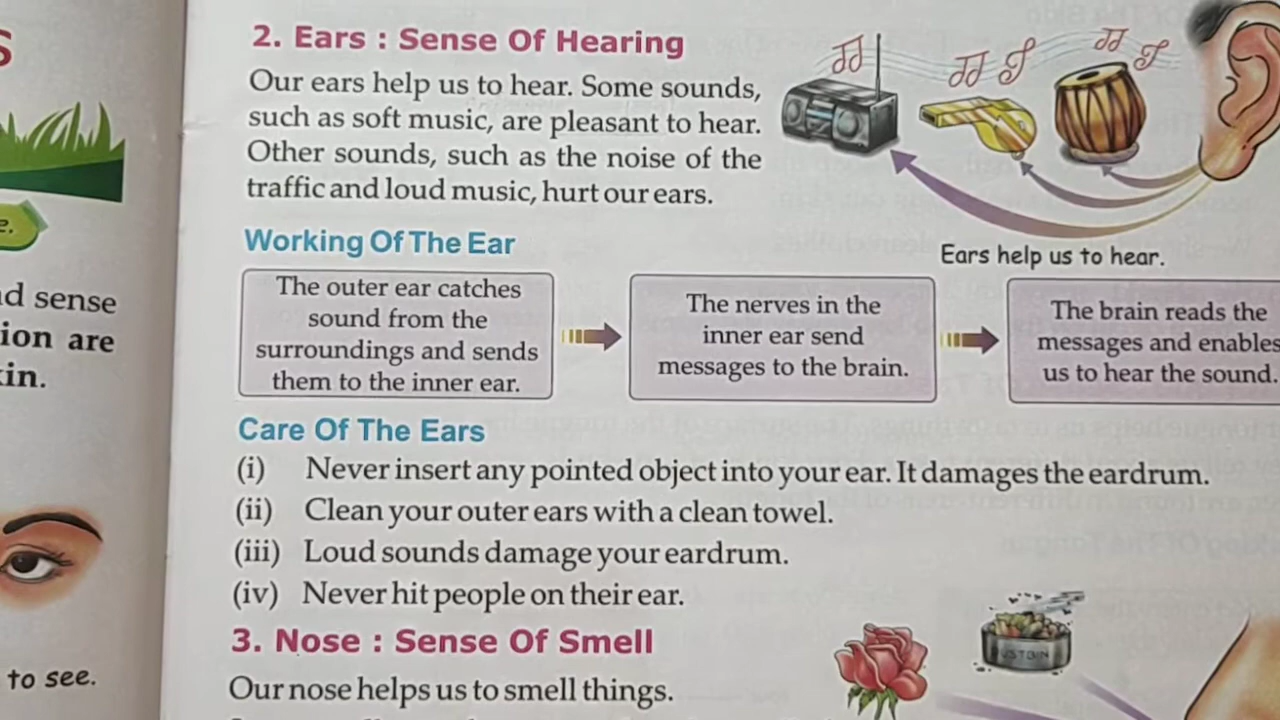 S
e.
d sense
ion are
in.
to see.
2. Ears : Sense Of Hearing
Our ears help us to hear. Some sounds,
such as soft music, are pleasant to hear.
Other sounds, such as the noise of the
traffic and loud music, hurt our ears.
Ears help us to hear.
Working Of The Ear
The outer ear catches
sound from the
surroundings and sends
them to the inner ear.
The nerves in the
inner ear send
messages to the brain.
The brain reads the
messages and enables
us to hear the sound.
Care Of The Ears
(i) Never insert any pointed object into your ear. It damages the eardrum.
(ii) Clean your outer ears with a clean towel.
(iii) Loud sounds damage your eardrum.
(iv) Never hit people on their ear.
3. Nose : Sense Of Smell
Our nose helps us to smell things.
DUSTBIN